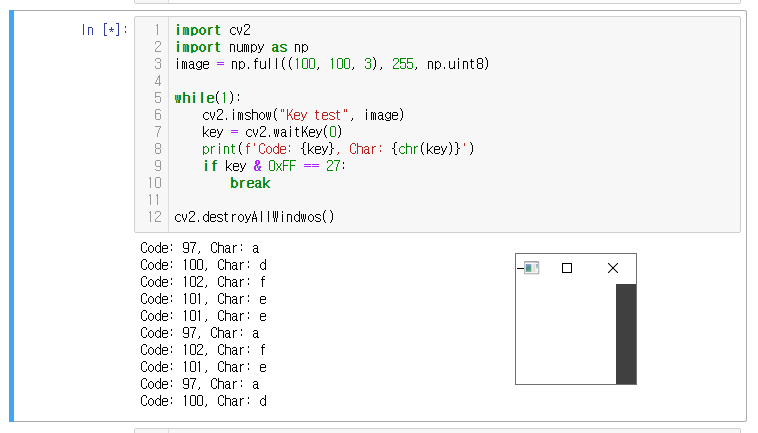 In [*]:
1 import cv2
2 import numpy as np
3 image = np.full((100, 100, 3), 255, np.uint8)
4
5 while(1):
6     cv2.imshow("Key test", image)
7     key = cv2.waitKey(0)
8     print(f'Code: {key}, Char: {chr(key)}')
9     if key & 0xFF == 27:
10         break
11
12 cv2.destroyAllWindwos()
Code: 97, Char: a
Code: 100, Char: d
Code: 102, Char: f
Code: 101, Char: e
Code: 101, Char: e
Code: 97, Char: a
Code: 102, Char: f
Code: 101, Char: e
Code: 97, Char: a
Code: 100, Char: d